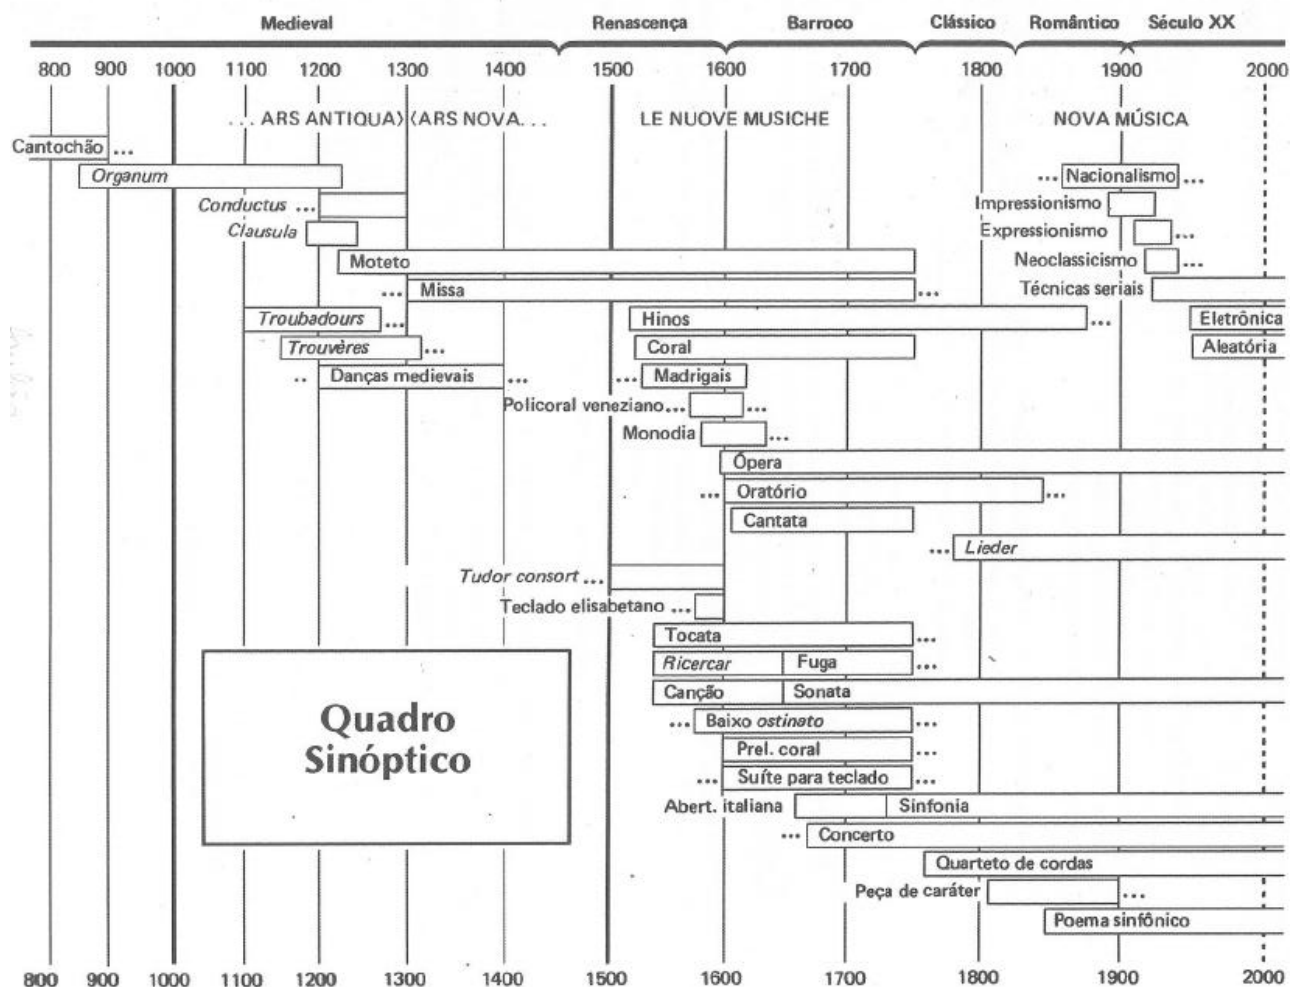 Medieval Renascença Barroco Clássico Romântico Século XX
800 900 1000 1100 1200 1300 1400 1500 1600 1700 1800 1900 2000
... ARS ANTIQUA〉〈ARS NOVA... LE NUOVE MUSICHE NOVA MÚSICA
Cantochão ...
Organum ... Nacionalismo ...
Conductus ... Impressionismo
Clausula Expressionismo ...
Moteto Neoclassicismo ...
... Missa ... Técnicas seriais
Troubadours ... Hinos ... Eletrônica
Trouvères ... Coral Aleatória
.. Danças medievais ... ... Madrigais
Policoral veneziano ... ...
Monodia ...
Ópera
... Oratório ...
Cantata
... Lieder
Tudor consort ...
Teclado elisabetano ...
Tocata ...
Ricercar Fuga ...
Canção Sonata
... Baixo ostinato ...
Prel. coral ...
... Suíte para teclado ...
Abert. italiana Sinfonia
... Concerto
Quarteto de cordas
Peça de caráter ...
Poema sinfônico
Quadro
Sinóptico
800 900 1000 1100 1200 1300 1400 1500 1600 1700 1800 1900 2000